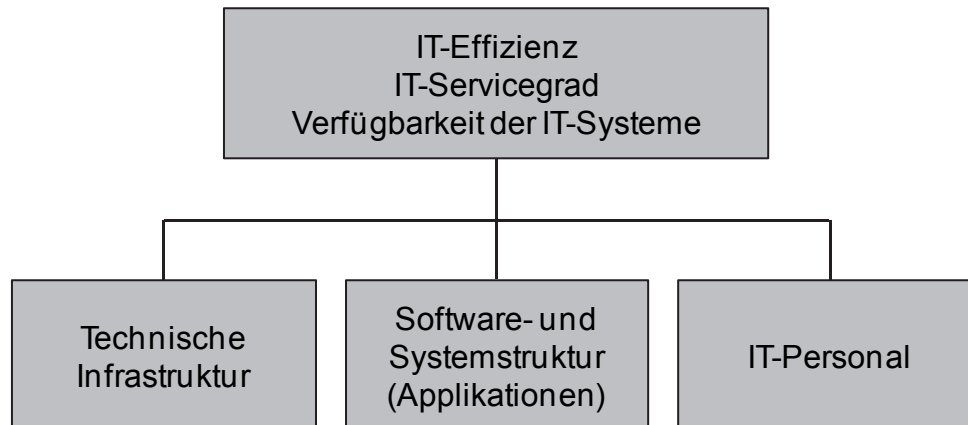 IT-Effizienz
IT-Servicegrad
Verfügbarkeit der IT-Systeme
Technische
Infrastruktur
Software- und
Systemstruktur
(Applikationen)
IT-Personal